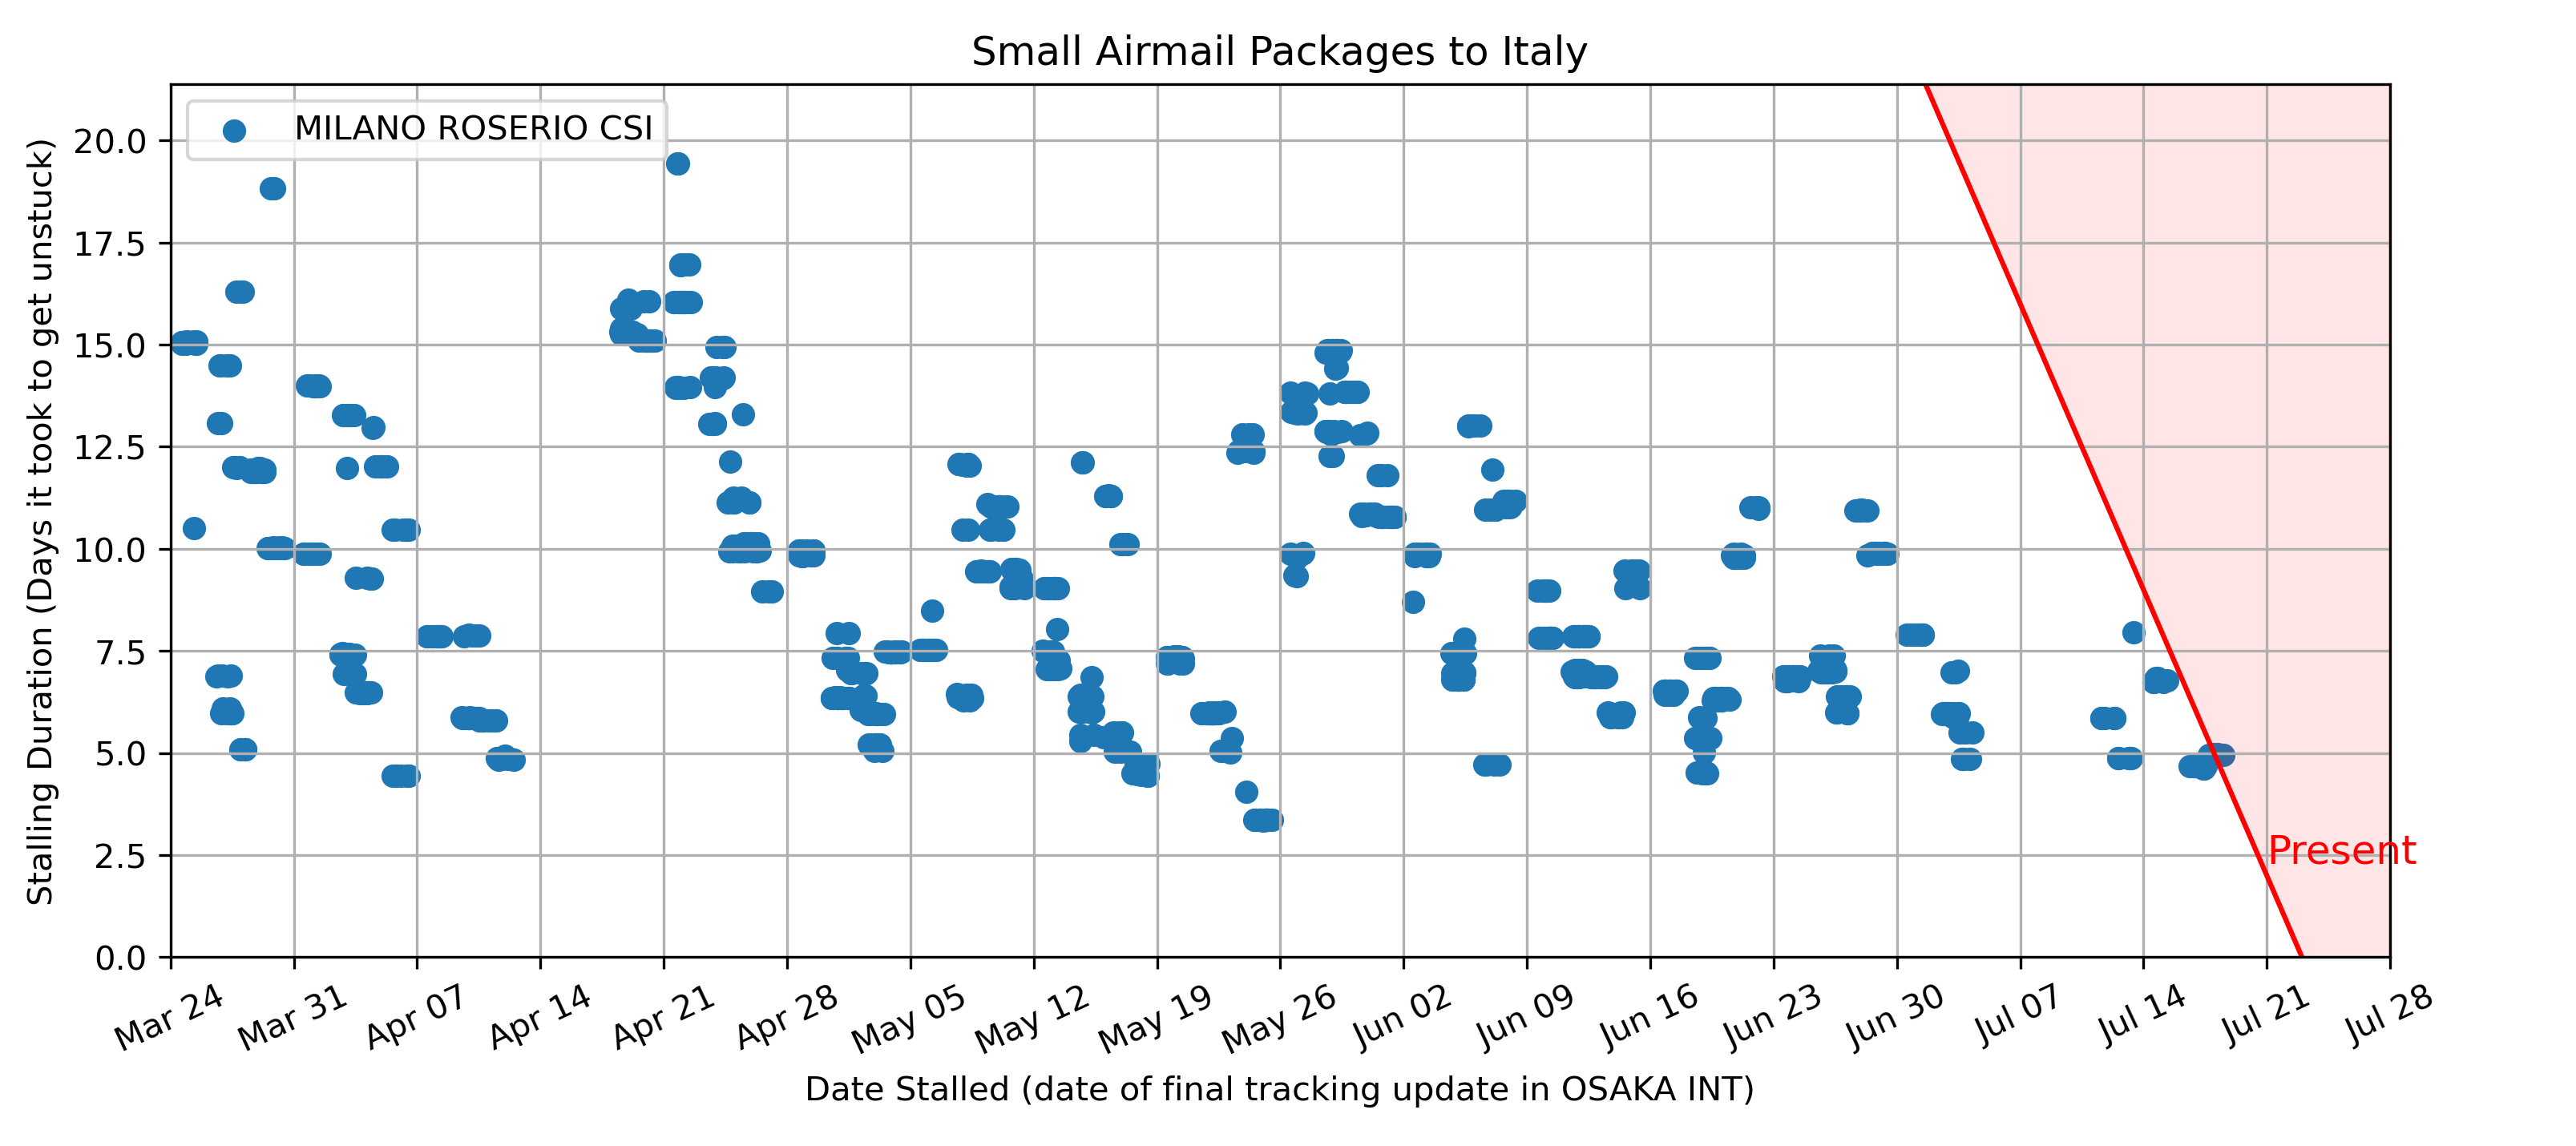 Small Airmail Packages to Italy
MILANO ROSERIO CSI
Stalling Duration (Days it took to get unstuck)
20.0
17.5
15.0
12.5
10.0
7.5
5.0
2.5
0.0
Present
Mar 24
Mar 31
Apr 07
Apr 14
Apr 21
Apr 28
May 05
May 12
May 19
May 26
Jun 02
Jun 09
Jun 16
Jun 23
Jun 30
Jul 07
Jul 14
Jul 21
Jul 28
Date Stalled (date of final tracking update in OSAKA INT)